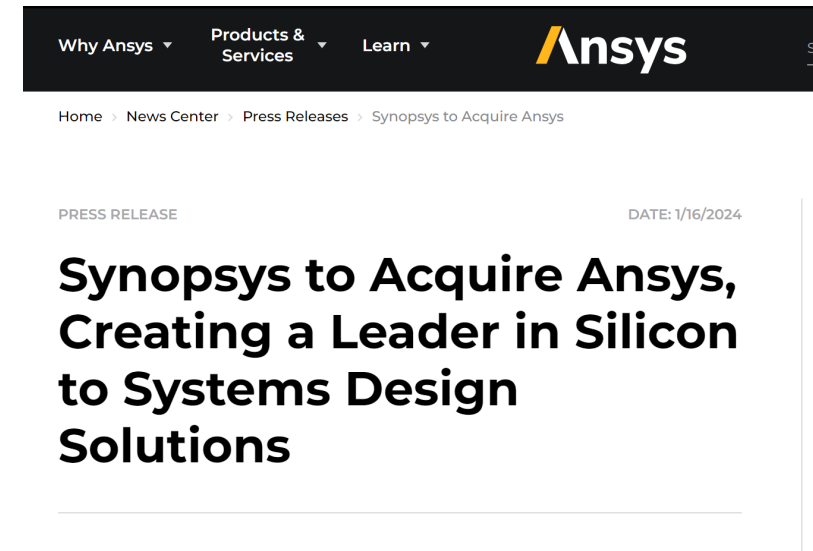 Why Ansys
Products &
Services
Learn
Ansys
S
Home > News Center > Press Releases > Synopsys to Acquire Ansys
PRESS RELEASE
DATE: 1/16/2024
Synopsys to Acquire Ansys,
Creating a Leader in Silicon
to Systems Design
Solutions